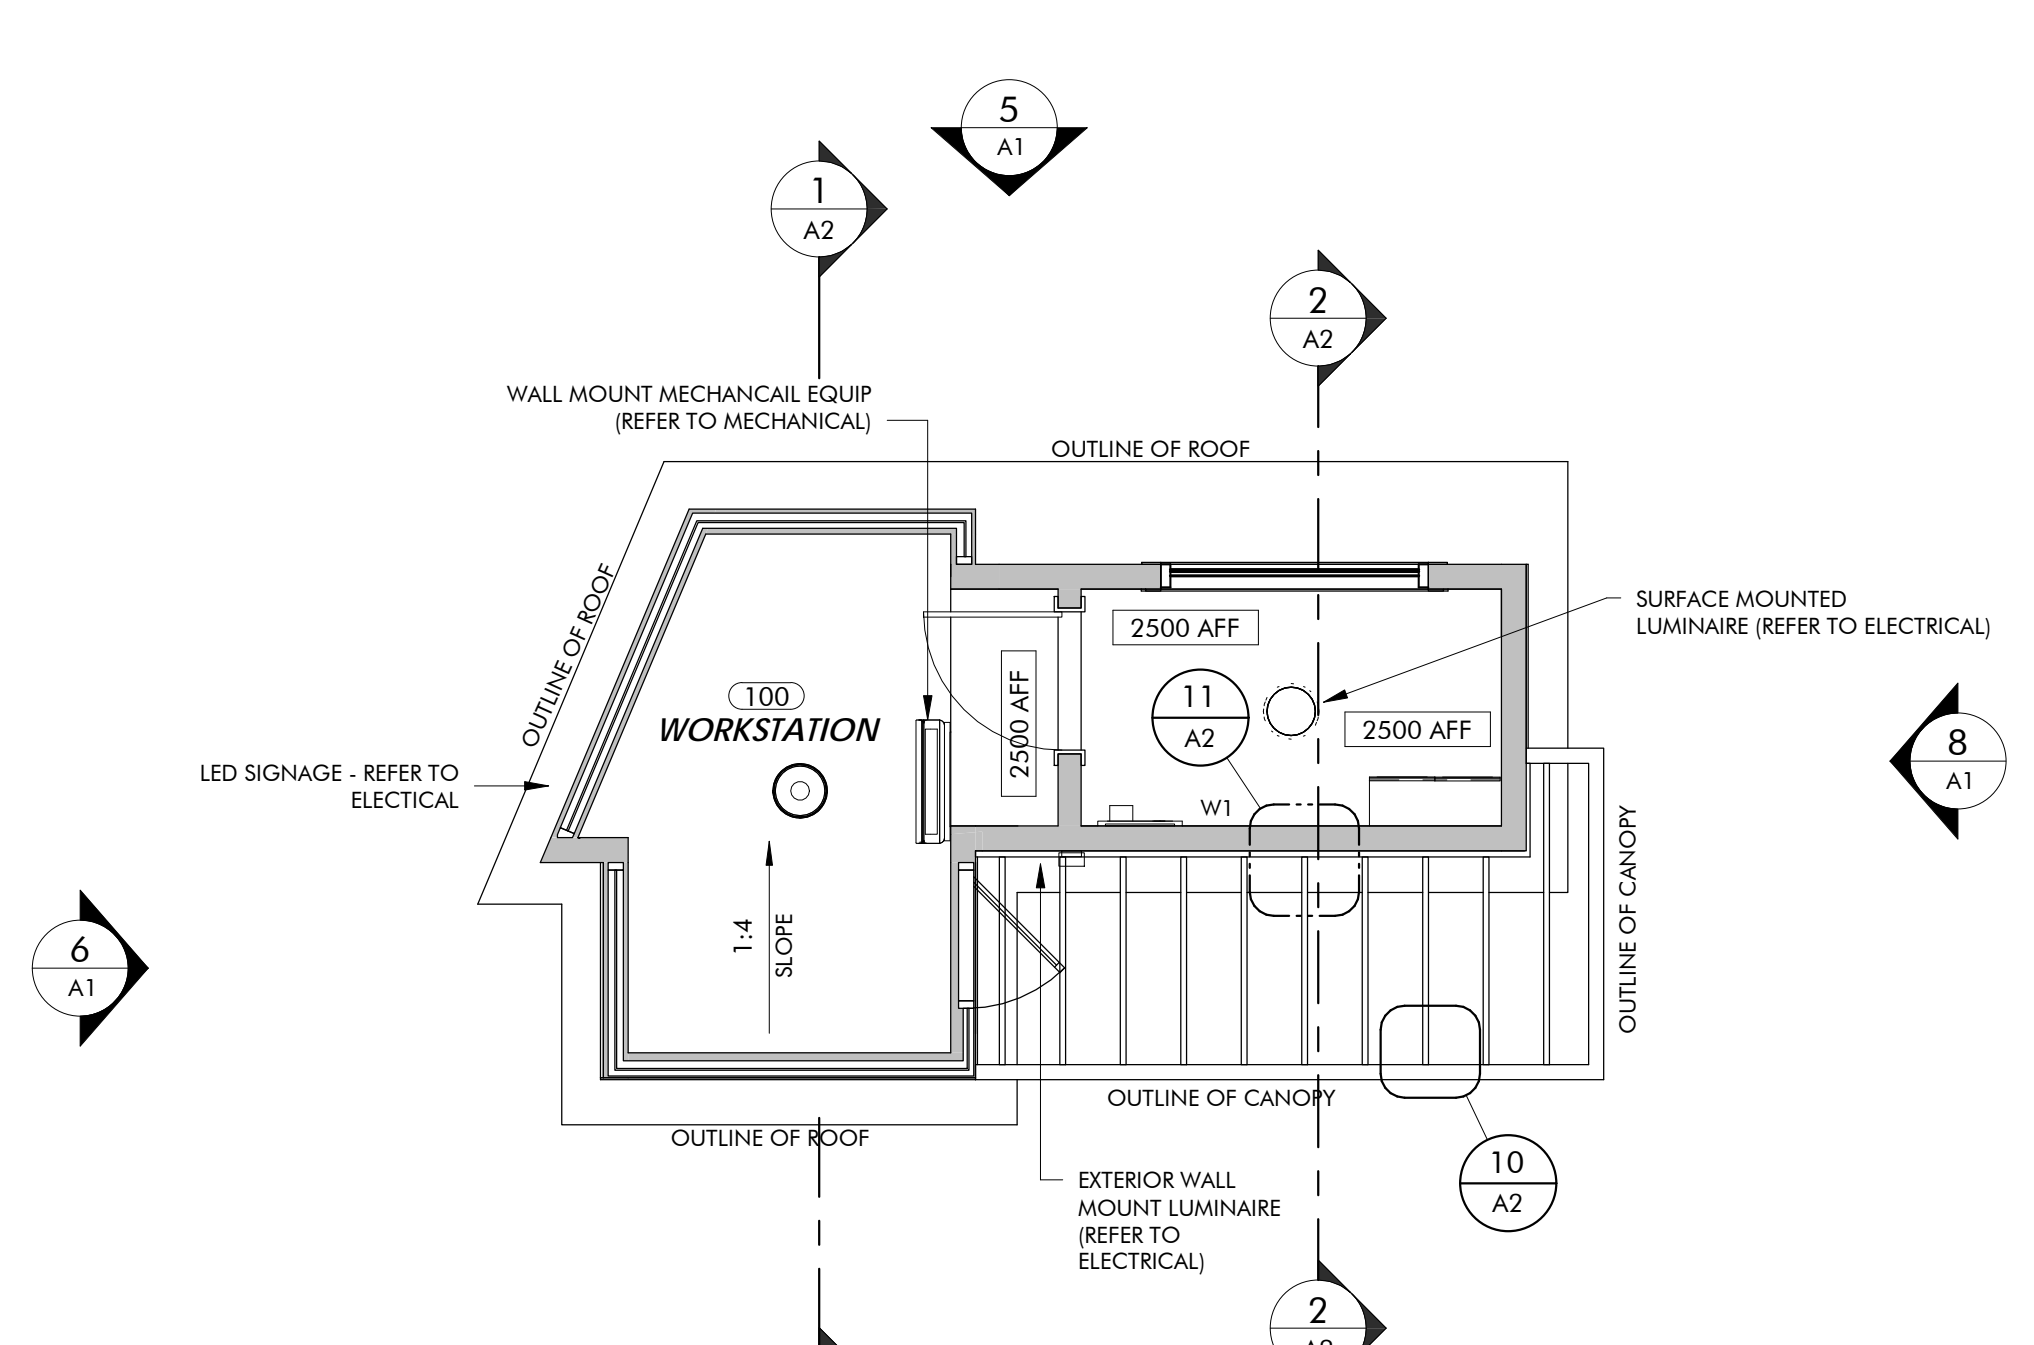 5
A1
1
A2
2
A2
WALL MOUNT MECHANCAIL EQUIP
(REFER TO MECHANICAL)
OUTLINE OF ROOF
OUTLINE OF ROOF
SURFACE MOUNTED
LUMINAIRE (REFER TO ELECTRICAL)
2500 AFF
100
WORKSTATION
2500 AFF
11
A2
2500 AFF
8
A1
LED SIGNAGE - REFER TO
ELECTICAL
W1
OUTLINE OF CANOPY
6
A1
1:4
SLOPE
OUTLINE OF CANOPY
OUTLINE OF ROOF
10
A2
EXTERIOR WALL
MOUNT LUMINAIRE
(REFER TO
ELECTRICAL)
2